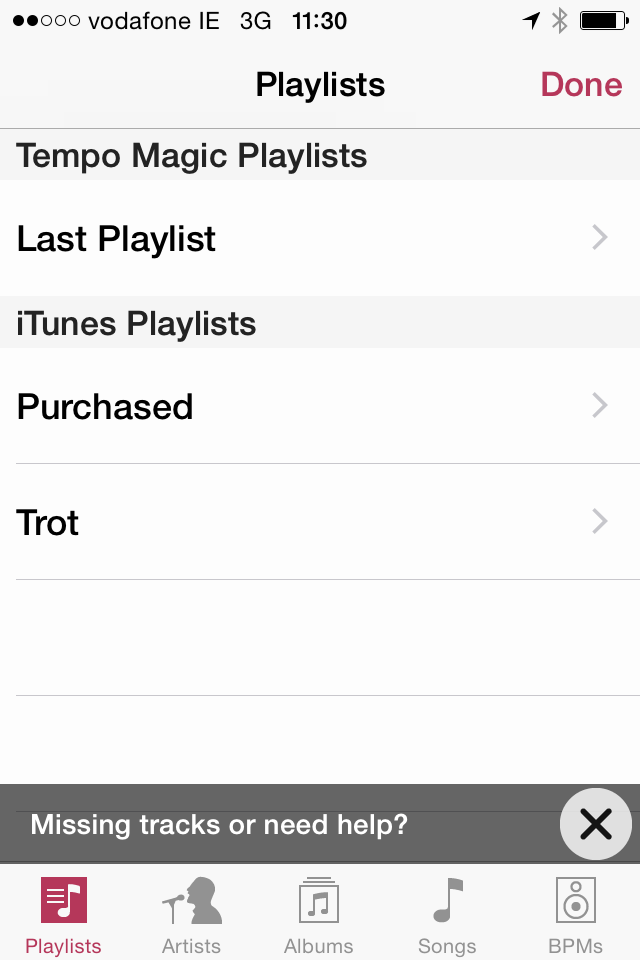 vodafone IE 3G 11:30
Playlists Done
Tempo Magic Playlists
Last Playlist
iTunes Playlists
Purchased
Trot
Missing tracks or need help?
Playlists Artists Albums Songs BPMs